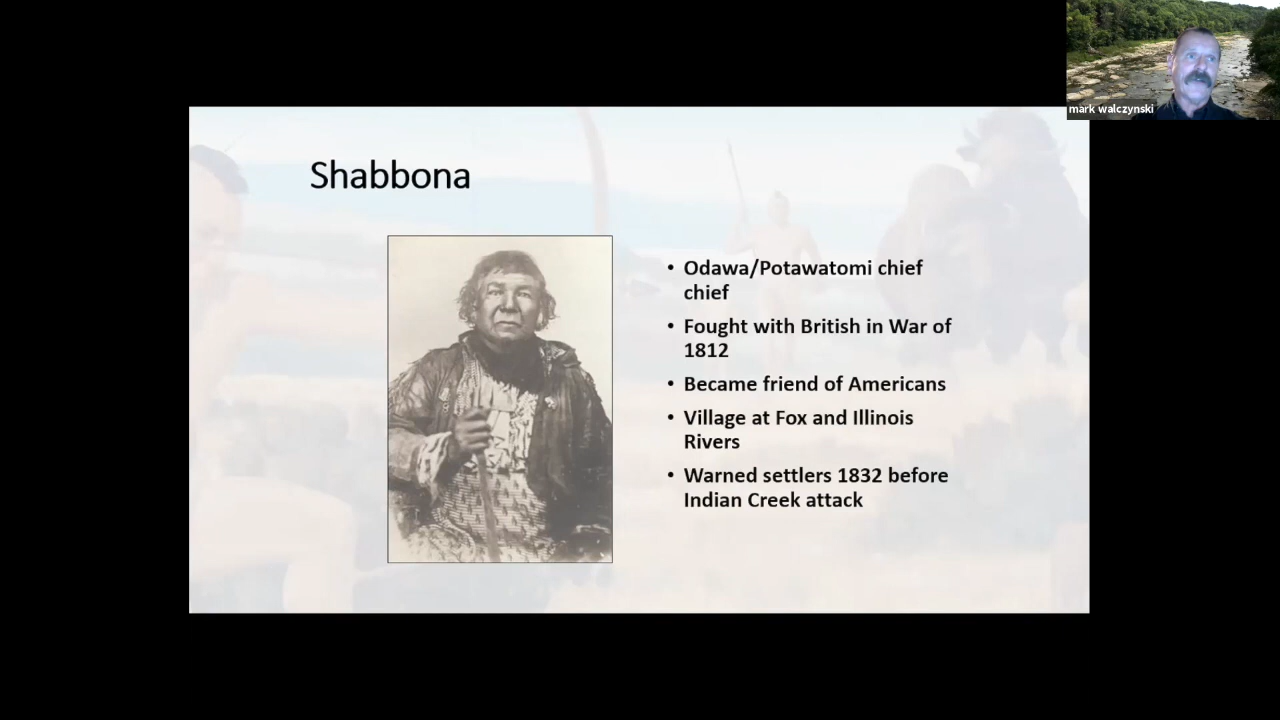 mark walczynski
Shabbona
• Odawa/Potawatomi chief
chief
• Fought with British in War of
1812
• Became friend of Americans
• Village at Fox and Illinois
Rivers
• Warned settlers 1832 before
Indian Creek attack